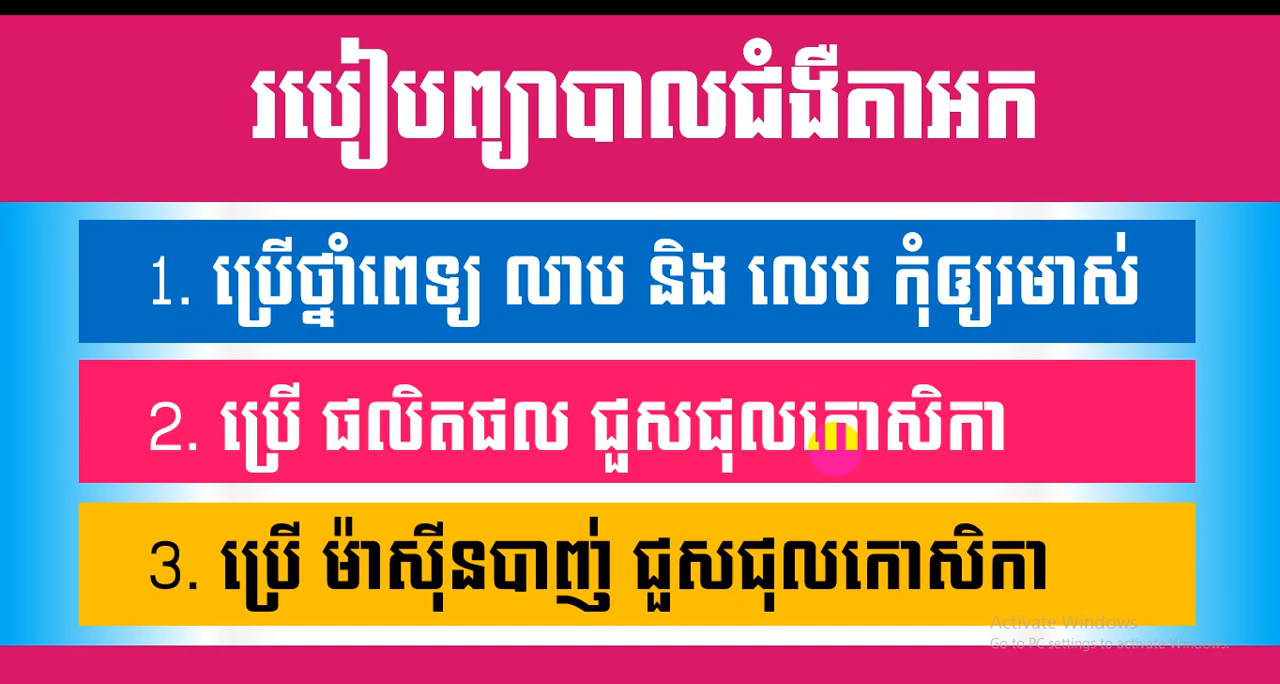 របៀបព្យាបាលជំងឺតាអក
1. ប្រើថ្នាំពេទ្យ លាប និង លេប កុំឲ្យរមាស់
2. ប្រើ ផលិតផល ជួសជុលកោសិកា
3. ប្រើ ម៉ាស៊ីនបាញ់ ជួសជុលកោសិកា
Activate Windows
Go to PC settings to activate Windows.